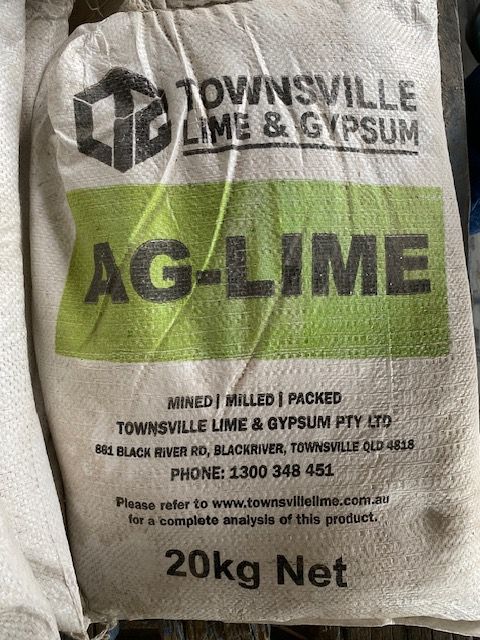 TOWNSVILLE
LIME & GYPSUM
AG-LIME
MINED | MILLED | PACKED
TOWNSVILLE LIME & GYPSUM PTY LTD
881 BLACK RIVER RD, BLACKRIVER, TOWNSVILLE QLD 4818
PHONE: 1300 348 451
Please refer to www.townsvillelime.com.au
for a complete analysis of this product.
20kg Net